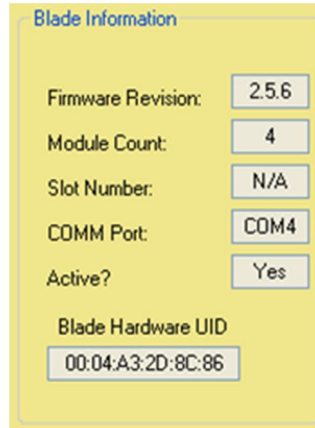 Blade Information
Firmware Revision: 2.5.6
Module Count: 4
Slot Number: N/A
COMM Port: COM4
Active? Yes
Blade Hardware UID
00:04:A3:2D:8C:86